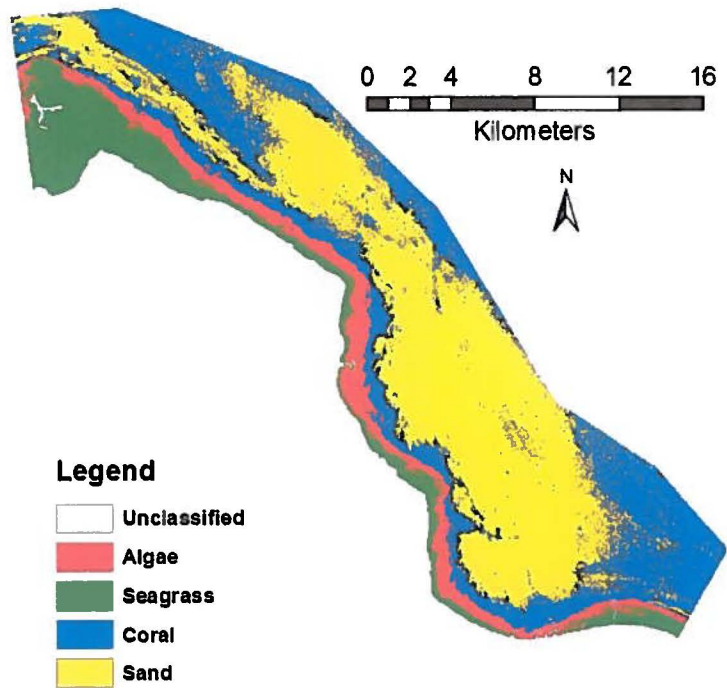 0 2 4 8 12 16
Kilometers
N
Legend
Unclassified
Algae
Seagrass
Coral
Sand